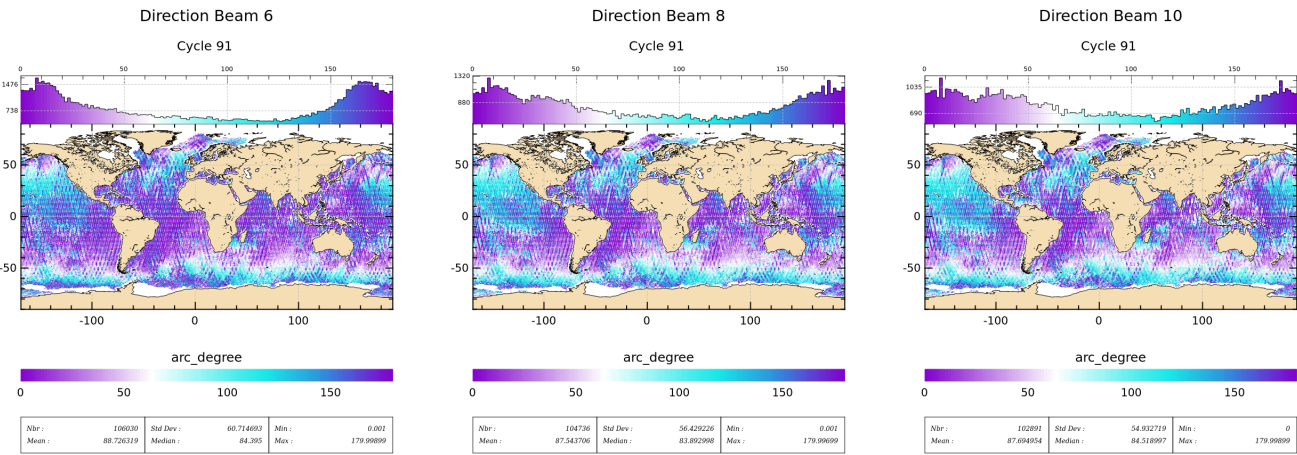 Direction Beam 6
Cycle 91
0 50 100 150
1476
738
50
0
-50
-100 0 100
arc_degree
0 50 100 150
Nbr : 106030 Std Dev : 60.714693 Min : 0.001
Mean : 88.726319 Median : 84.395 Max : 179.99899
Direction Beam 8
Cycle 91
0 50 100 150
1320
880
50
0
-50
-100 0 100
arc_degree
0 50 100 150
Nbr : 104736 Std Dev : 56.429226 Min : 0.001
Mean : 87.543706 Median : 83.892998 Max : 179.99699
Direction Beam 10
Cycle 91
0 50 100 150
1035
690
50
0
-50
-100 0 100
arc_degree
0 50 100 150
Nbr : 102891 Std Dev : 54.932719 Min : 0
Mean : 87.694954 Median : 84.518997 Max : 179.99899